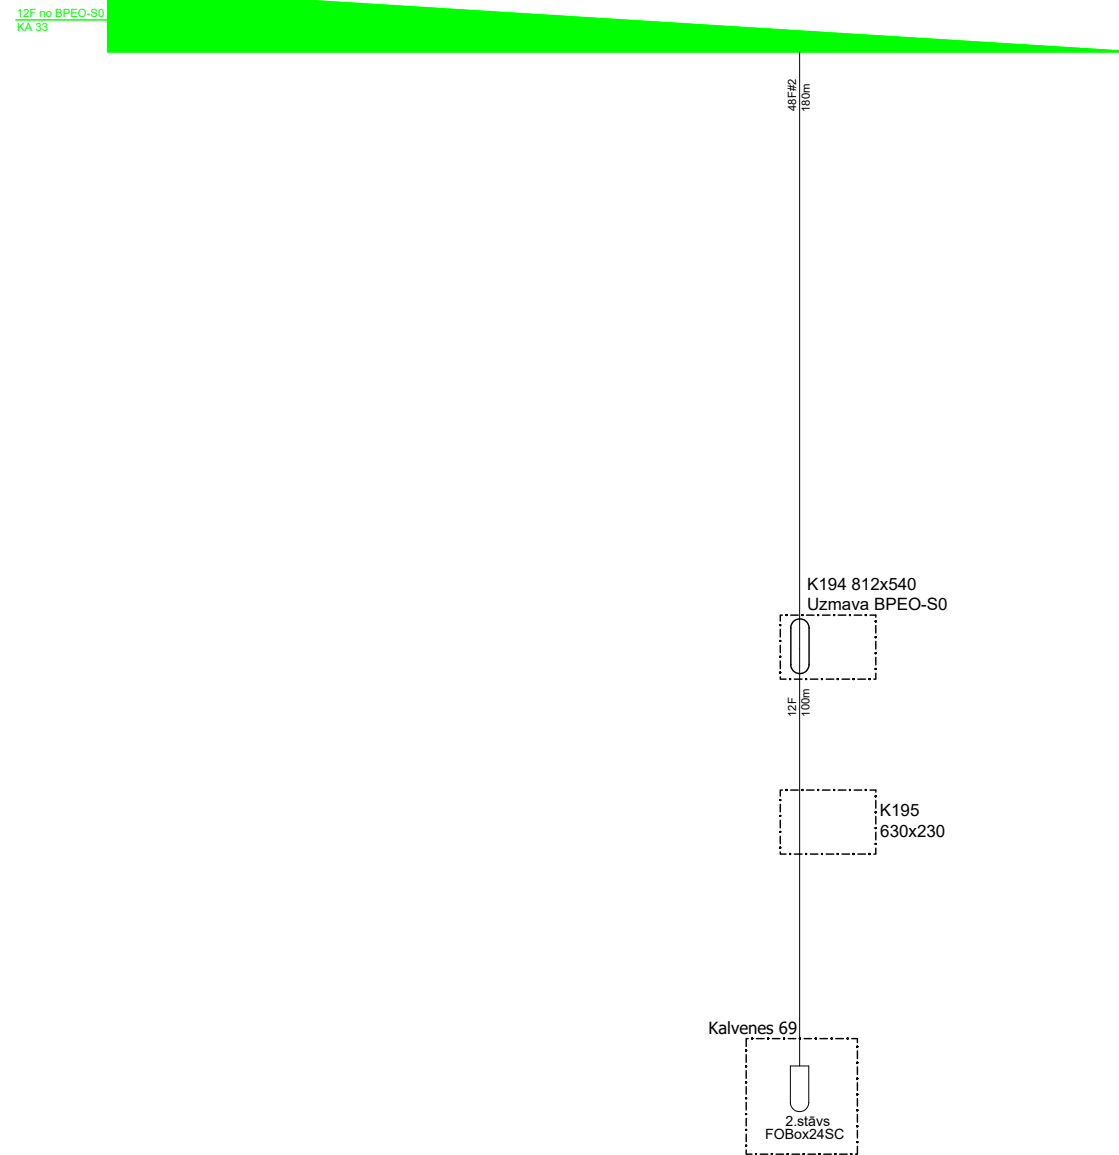 12F no BPEO-S0
KA 33
48F#2
180m
K194 812x540
Uzmava BPEO-S0
12F
100m
K195
630x230
Kalvenes 69
2.stāvs
FOBox24SC